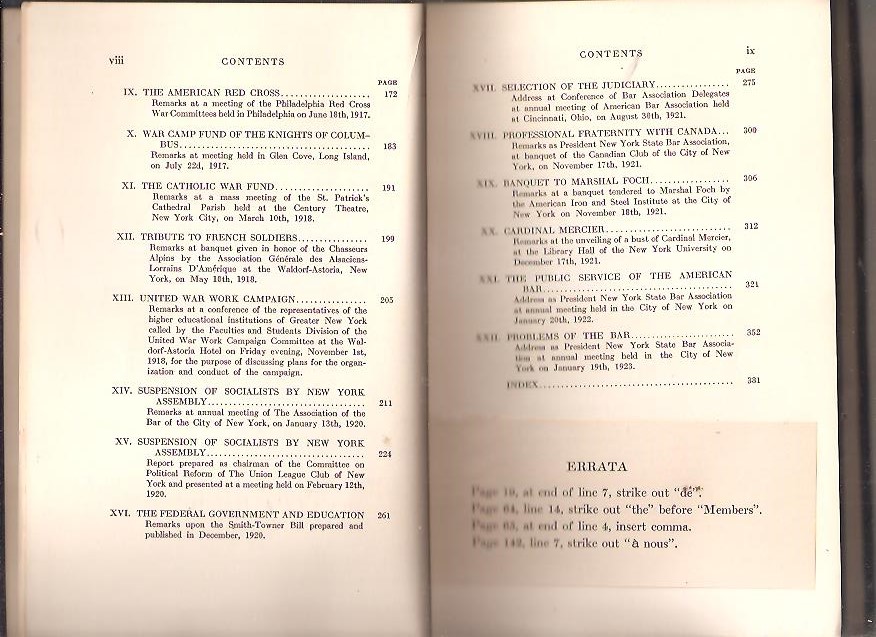 viii
CONTENTS
PAGE
IX. THE AMERICAN RED CROSS.................... 172
Remarks at a meeting of the Philadelphia Red Cross
War Committees held in Philadelphia on June 18th, 1917.
X. WAR CAMP FUND OF THE KNIGHTS OF COLUM-
BUS........................................ 183
Remarks at meeting held in Glen Cove, Long Island,
on July 22d, 1917.
XI. THE CATHOLIC WAR FUND.................... 191
Remarks at a mass meeting of the St. Patrick's
Cathedral Parish held at the Century Theatre,
New York City, on March 10th, 1918.
XII. TRIBUTE TO FRENCH SOLDIERS............... 199
Remarks at banquet given in honor of the Chasseurs
Alpins by the Association Générale des Alsaciens-
Lorrains D'Amérique at the Waldorf-Astoria, New
York, on May 10th, 1918.
XIII. UNITED WAR WORK CAMPAIGN............... 205
Remarks at a conference of the representatives of the
higher educational institutions of Greater New York
called by the Faculties and Students Division of the
United War Work Campaign Committee at the Wal-
dorf-Astoria Hotel on Friday evening, November 1st,
1918, for the purpose of discussing plans for the organ-
ization and conduct of the campaign.
XIV. SUSPENSION OF SOCIALISTS BY NEW YORK
ASSEMBLY.................................. 211
Remarks at annual meeting of The Association of the
Bar of the City of New York, on January 13th, 1920.
XV. SUSPENSION OF SOCIALISTS BY NEW YORK
ASSEMBLY.................................. 224
Report prepared as chairman of the Committee on
Political Reform of The Union League Club of New
York and presented at a meeting held on February 12th,
1920.
XVI. THE FEDERAL GOVERNMENT AND EDUCATION 261
Remarks upon the Smith-Towner Bill prepared and
published in December, 1920.
CONTENTS
ix
PAGE
XVII. SELECTION OF THE JUDICIARY................ 275
Address at Conference of Bar Association Delegates
at annual meeting of American Bar Association held
at Cincinnati, Ohio, on August 30th, 1921.
XVIII. PROFESSIONAL FRATERNITY WITH CANADA... 300
Remarks as President New York State Bar Association,
at banquet of the Canadian Club of the City of New
York, on November 17th, 1921.
XIX. BANQUET TO MARSHAL FOCH................. 306
Remarks at a banquet tendered to Marshal Foch by
the American Iron and Steel Institute at the City of
New York on November 18th, 1921.
XX. CARDINAL MERCIER........................... 312
Remarks at the unveiling of a bust of Cardinal Mercier,
at the Library Hall of the New York University on
December 17th, 1921.
XXI. THE PUBLIC SERVICE OF THE AMERICAN
BAR........................................ 321
Address as President New York State Bar Association
at annual meeting held in the City of New York on
January 20th, 1922.
XXII. PROBLEMS OF THE BAR....................... 352
Address as President New York State Bar Associa-
tion at annual meeting held in the City of New
York on January 19th, 1923.
INDEX.......................................... 381
ERRATA
Page 10, at end of line 7, strike out "de".
Page 64, line 14, strike out "the" before "Members".
at end of line 4, insert comma.
Page 142, line 7, strike out "à nous".